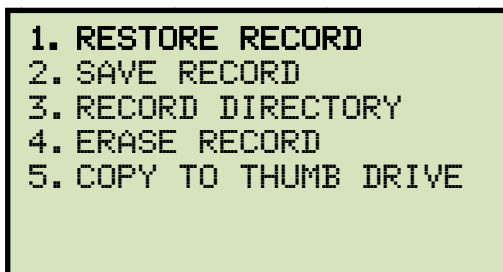 1. RESTORE RECORD
2. SAVE RECORD
3. RECORD DIRECTORY
4. ERASE RECORD
5. COPY TO THUMB DRIVE